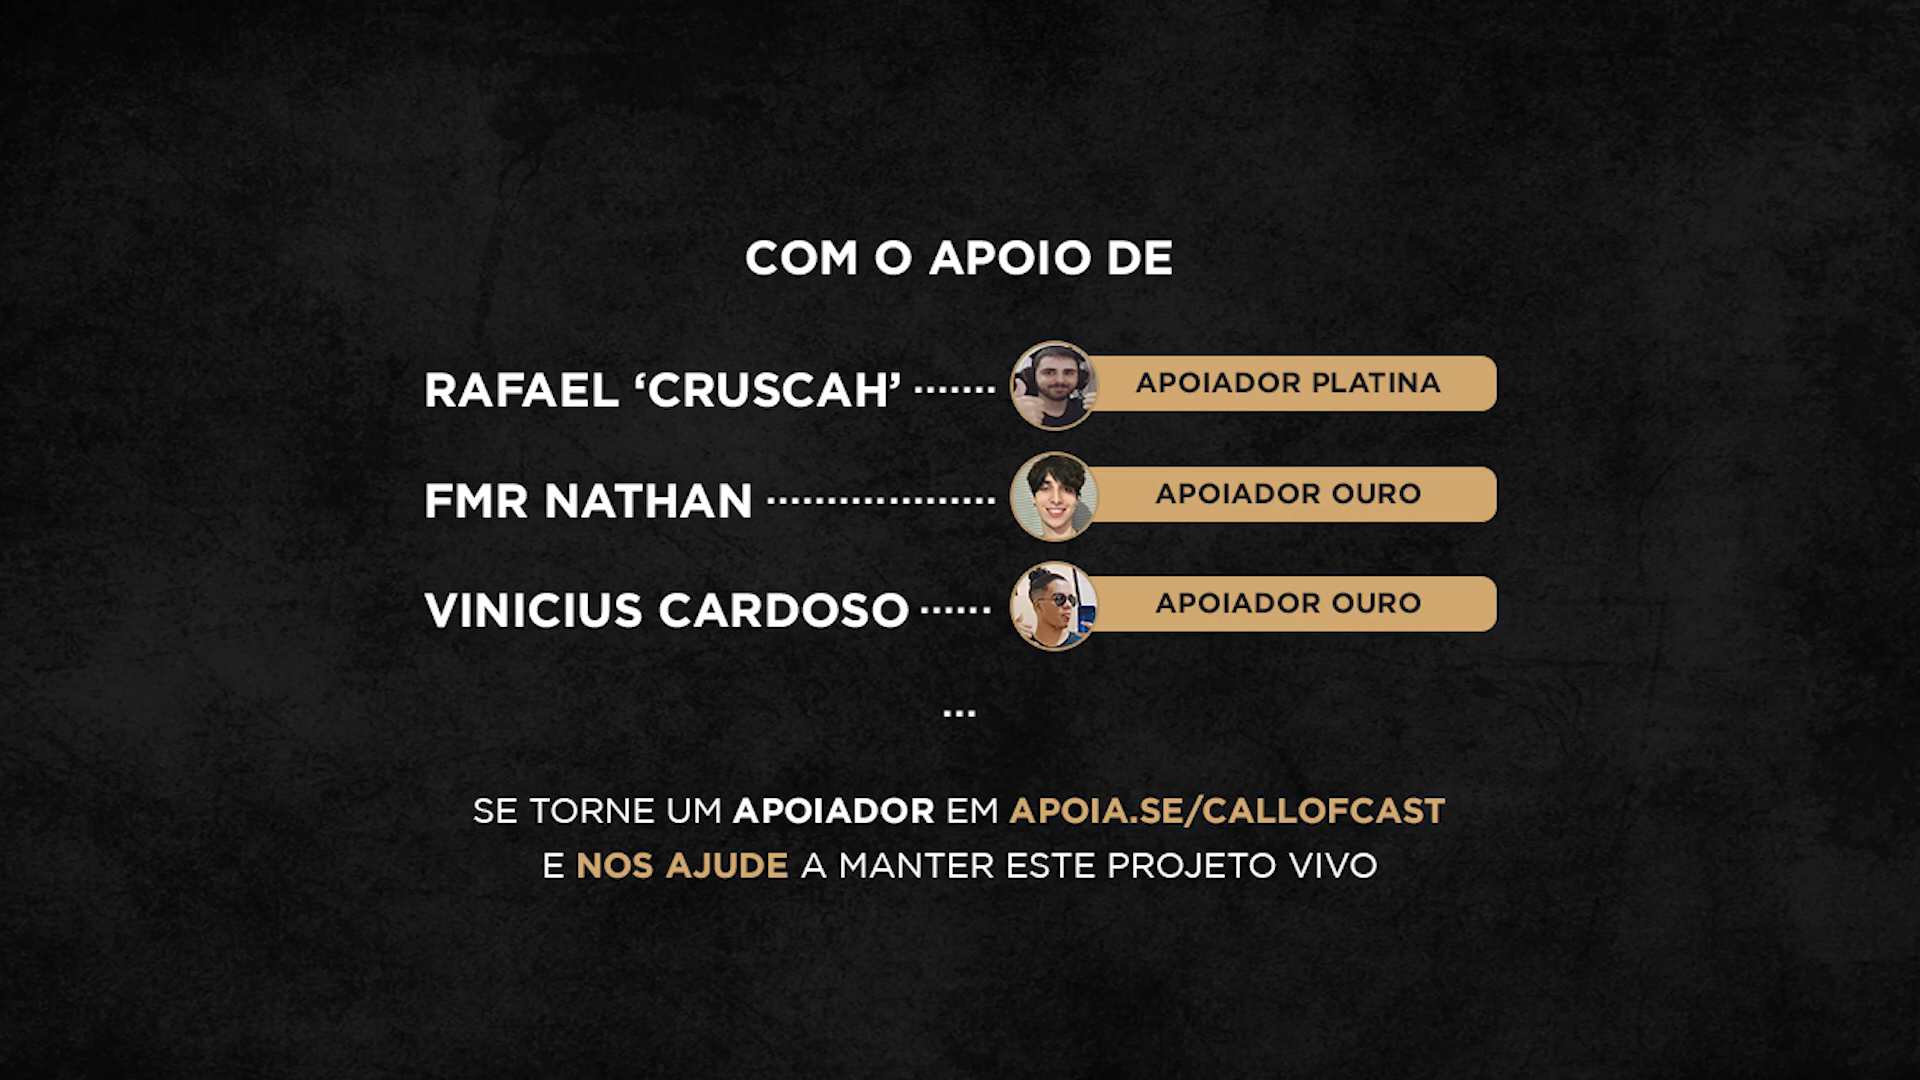 COM O APOIO DE
RAFAEL ‘CRUSCAH’ ....... APOIADOR PLATINA
FMR NATHAN ................... APOIADOR OURO
VINICIUS CARDOSO ...... APOIADOR OURO
...
SE TORNE UM APOIADOR EM APOIA.SE/CALLOFCAST
E NOS AJUDE A MANTER ESTE PROJETO VIVO